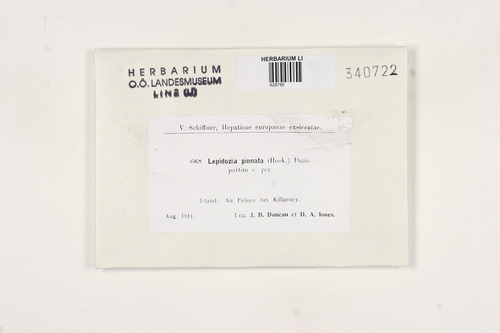 HERBARIUM
O.Ö. LANDESMUSEUM
LINZ (LI)
HERBARIUM LI
340722
V. Schiffner, Hepaticae europaeae exsiccatae.
668 Lepidozia pinnata (Hook.) Dum.
partim c. per.
Irland: An Felsen bei Killarney.
Aug. 1911. Leg. J. B. Duncan et D. A. Jones.